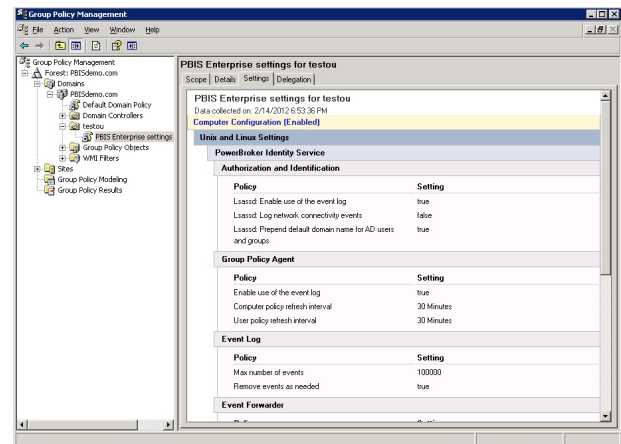 Group Policy Management
File Action View Window Help
Group Policy Management
Forest: PBISdemo.com
Domains
PBISdemo.com
Default Domain Policy
Domain Controllers
testou
PBIS Enterprise settings
Group Policy Objects
WMI Filters
Sites
Group Policy Modeling
Group Policy Results
PBIS Enterprise settings for testou
Scope Details Settings Delegation
PBIS Enterprise settings for testou
Data collected on: 2/14/2012 6:53:36 PM
Computer Configuration (Enabled)
Unix and Linux Settings
PowerBroker Identity Service
Authorization and Identification
Policy Setting
Lsassd: Enable use of the event log true
Lsassd: Log network connectivity events false
Lsassd: Prepend default domain name for AD users true
and groups
Group Policy Agent
Policy Setting
Enable use of the event log true
Computer policy refresh interval 30 Minutes
User policy refresh interval 30 Minutes
Event Log
Policy Setting
Max number of events 100000
Remove events as needed true
Event Forwarder